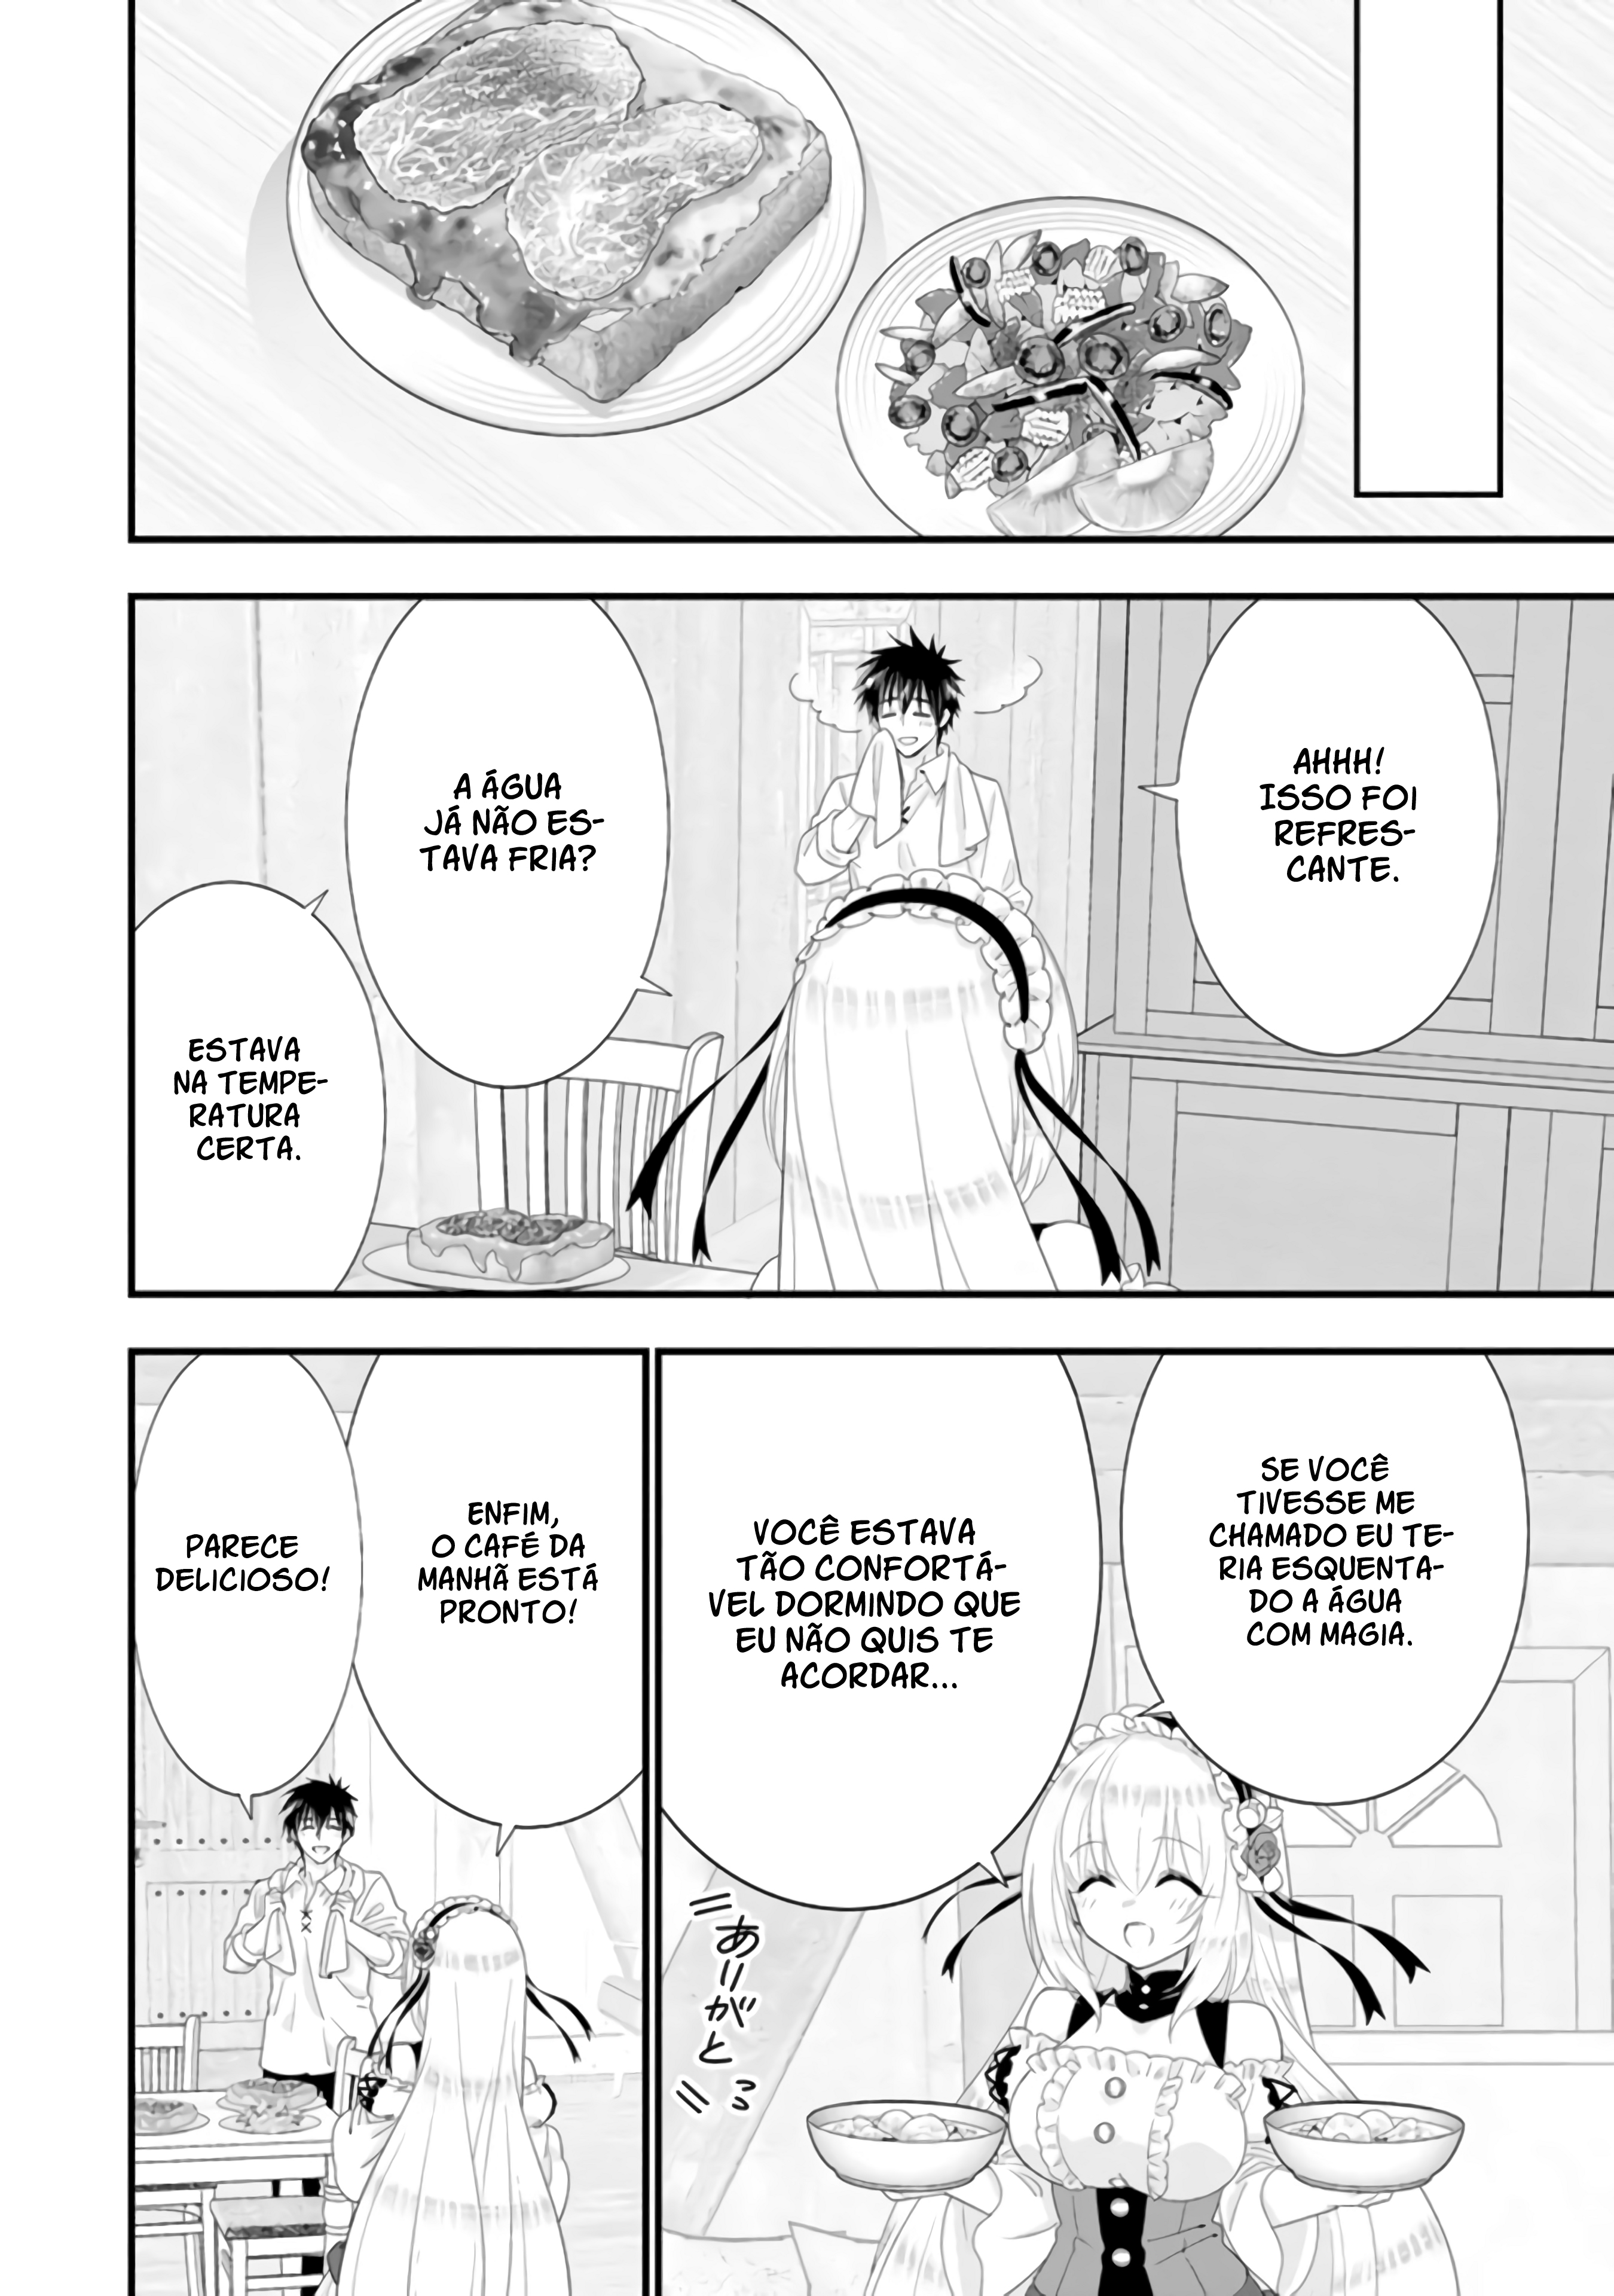 AHHH!
ISSO FOI
REFRES-
CANTE.
A ÁGUA
JÁ NÃO ES-
TAVA FRIA?
ESTAVA
NA TEMPE-
RATURA
CERTA.
SE VOCÊ
TIVESSE ME
CHAMADO EU TE-
RIA ESQUENTA-
DO A ÁGUA
COM MAGIA.
VOCÊ ESTAVA
TÃO CONFORTÁ-
VEL DORMINDO QUE
EU NÃO QUIS TE
ACORDAR...
ありがとっ
ENFIM,
O CAFÉ DA
MANHÃ ESTÁ
PRONTO!
PARECE
DELICIOSO!